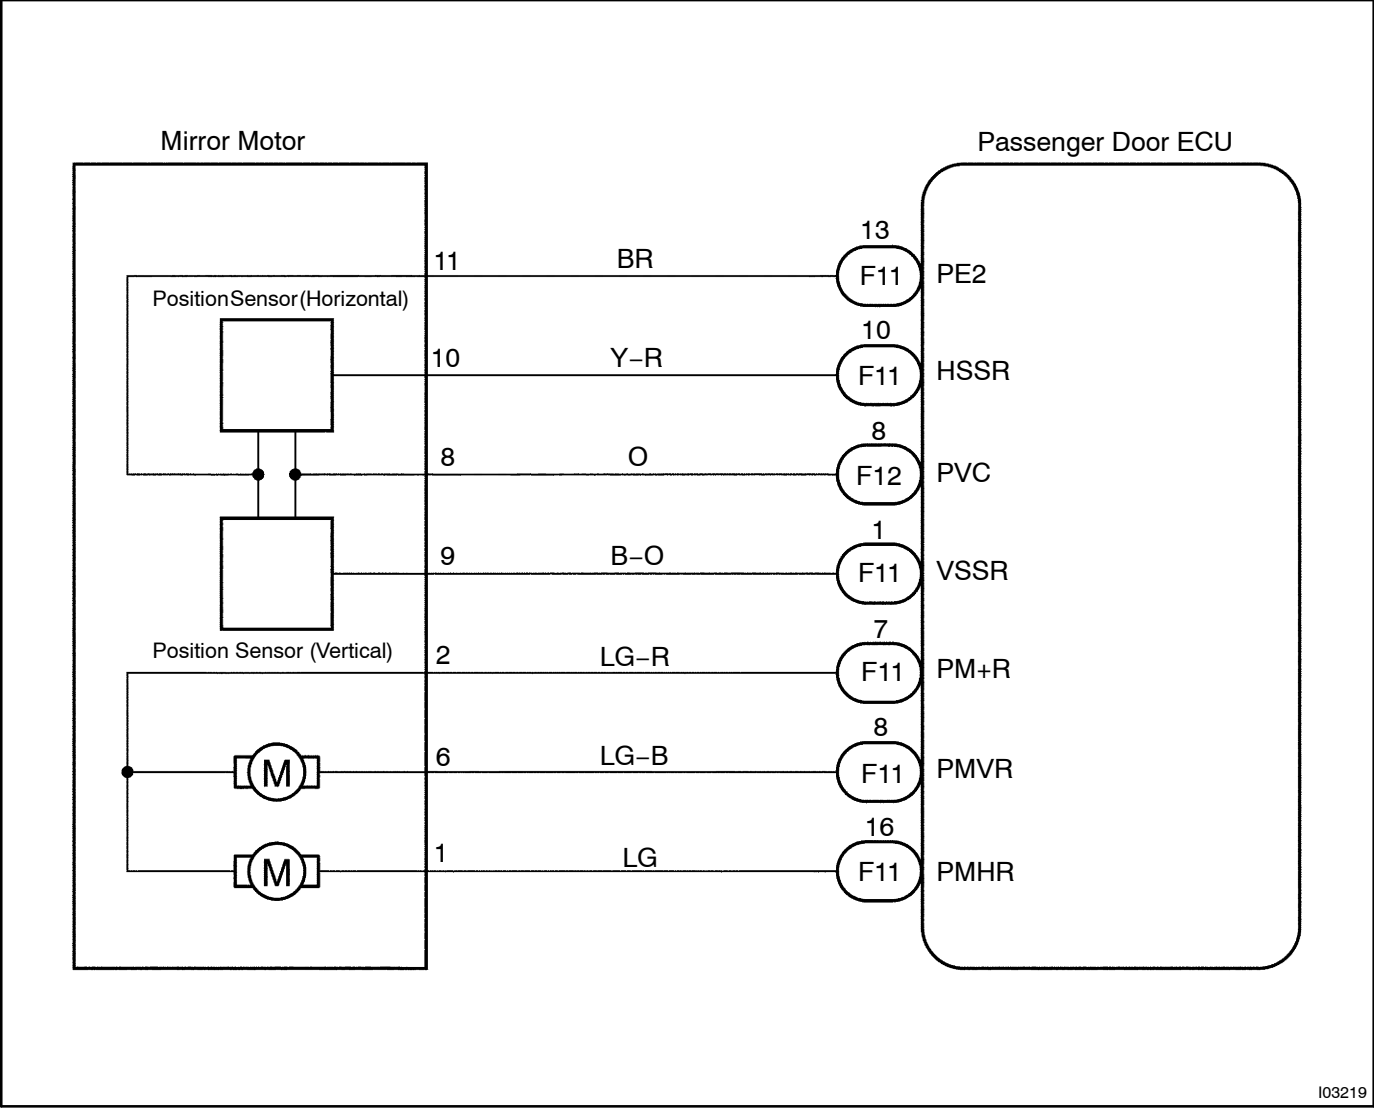 Mirror Motor
Passenger Door ECU
11 BR 13 F11 PE2
Position Sensor (Horizontal)
10 Y-R 10 F11 HSSR
8 O 8 F12 PVC
9 B-O 1 F11 VSSR
Position Sensor (Vertical)
2 LG-R 7 F11 PM+R
M 6 LG-B 8 F11 PMVR
M 1 LG 16 F11 PMHR
I03219